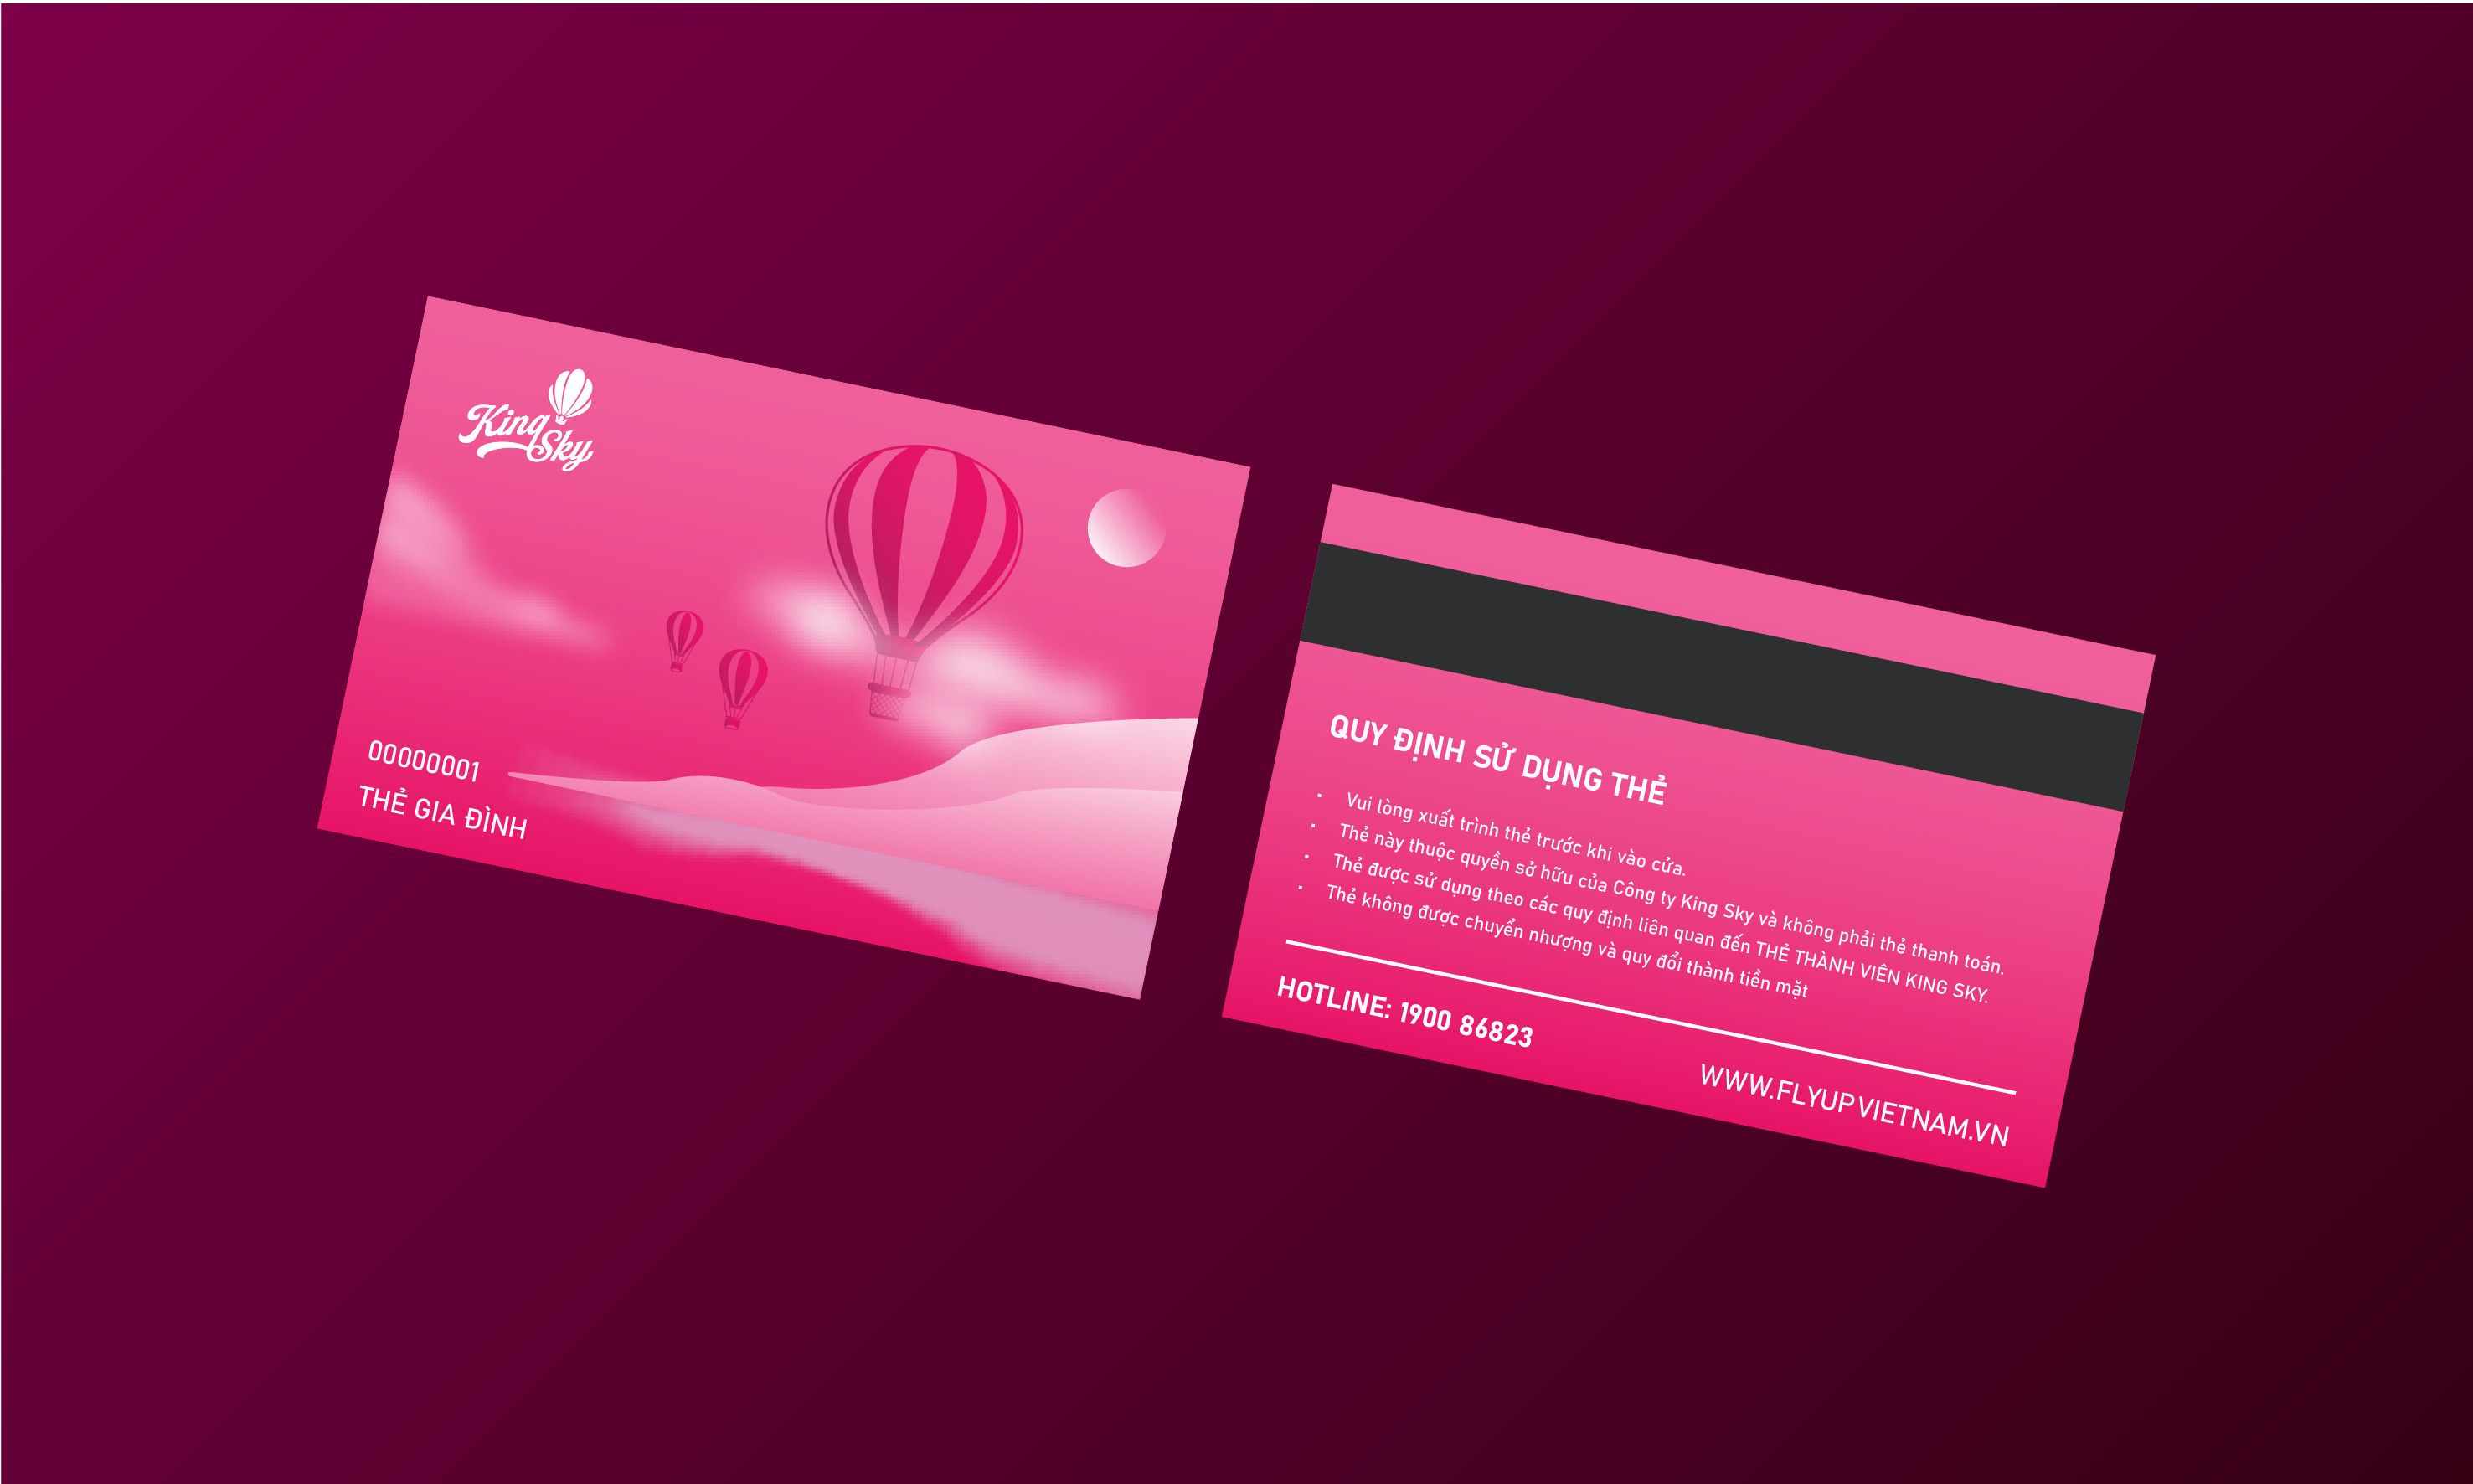 King
Sky
00000001
THẺ GIA ĐÌNH
QUY ĐỊNH SỬ DỤNG THẺ
· Vui lòng xuất trình thẻ trước khi vào cửa.
· Thẻ này thuộc quyền sở hữu của Công ty King Sky và không phải thẻ thanh toán.
· Thẻ được sử dụng theo các quy định liên quan đến THẺ THÀNH VIÊN KING SKY.
· Thẻ không được chuyển nhượng và quy đổi thành tiền mặt
HOTLINE: 1900 86823
WWW.FLYUPVIETNAM.VN